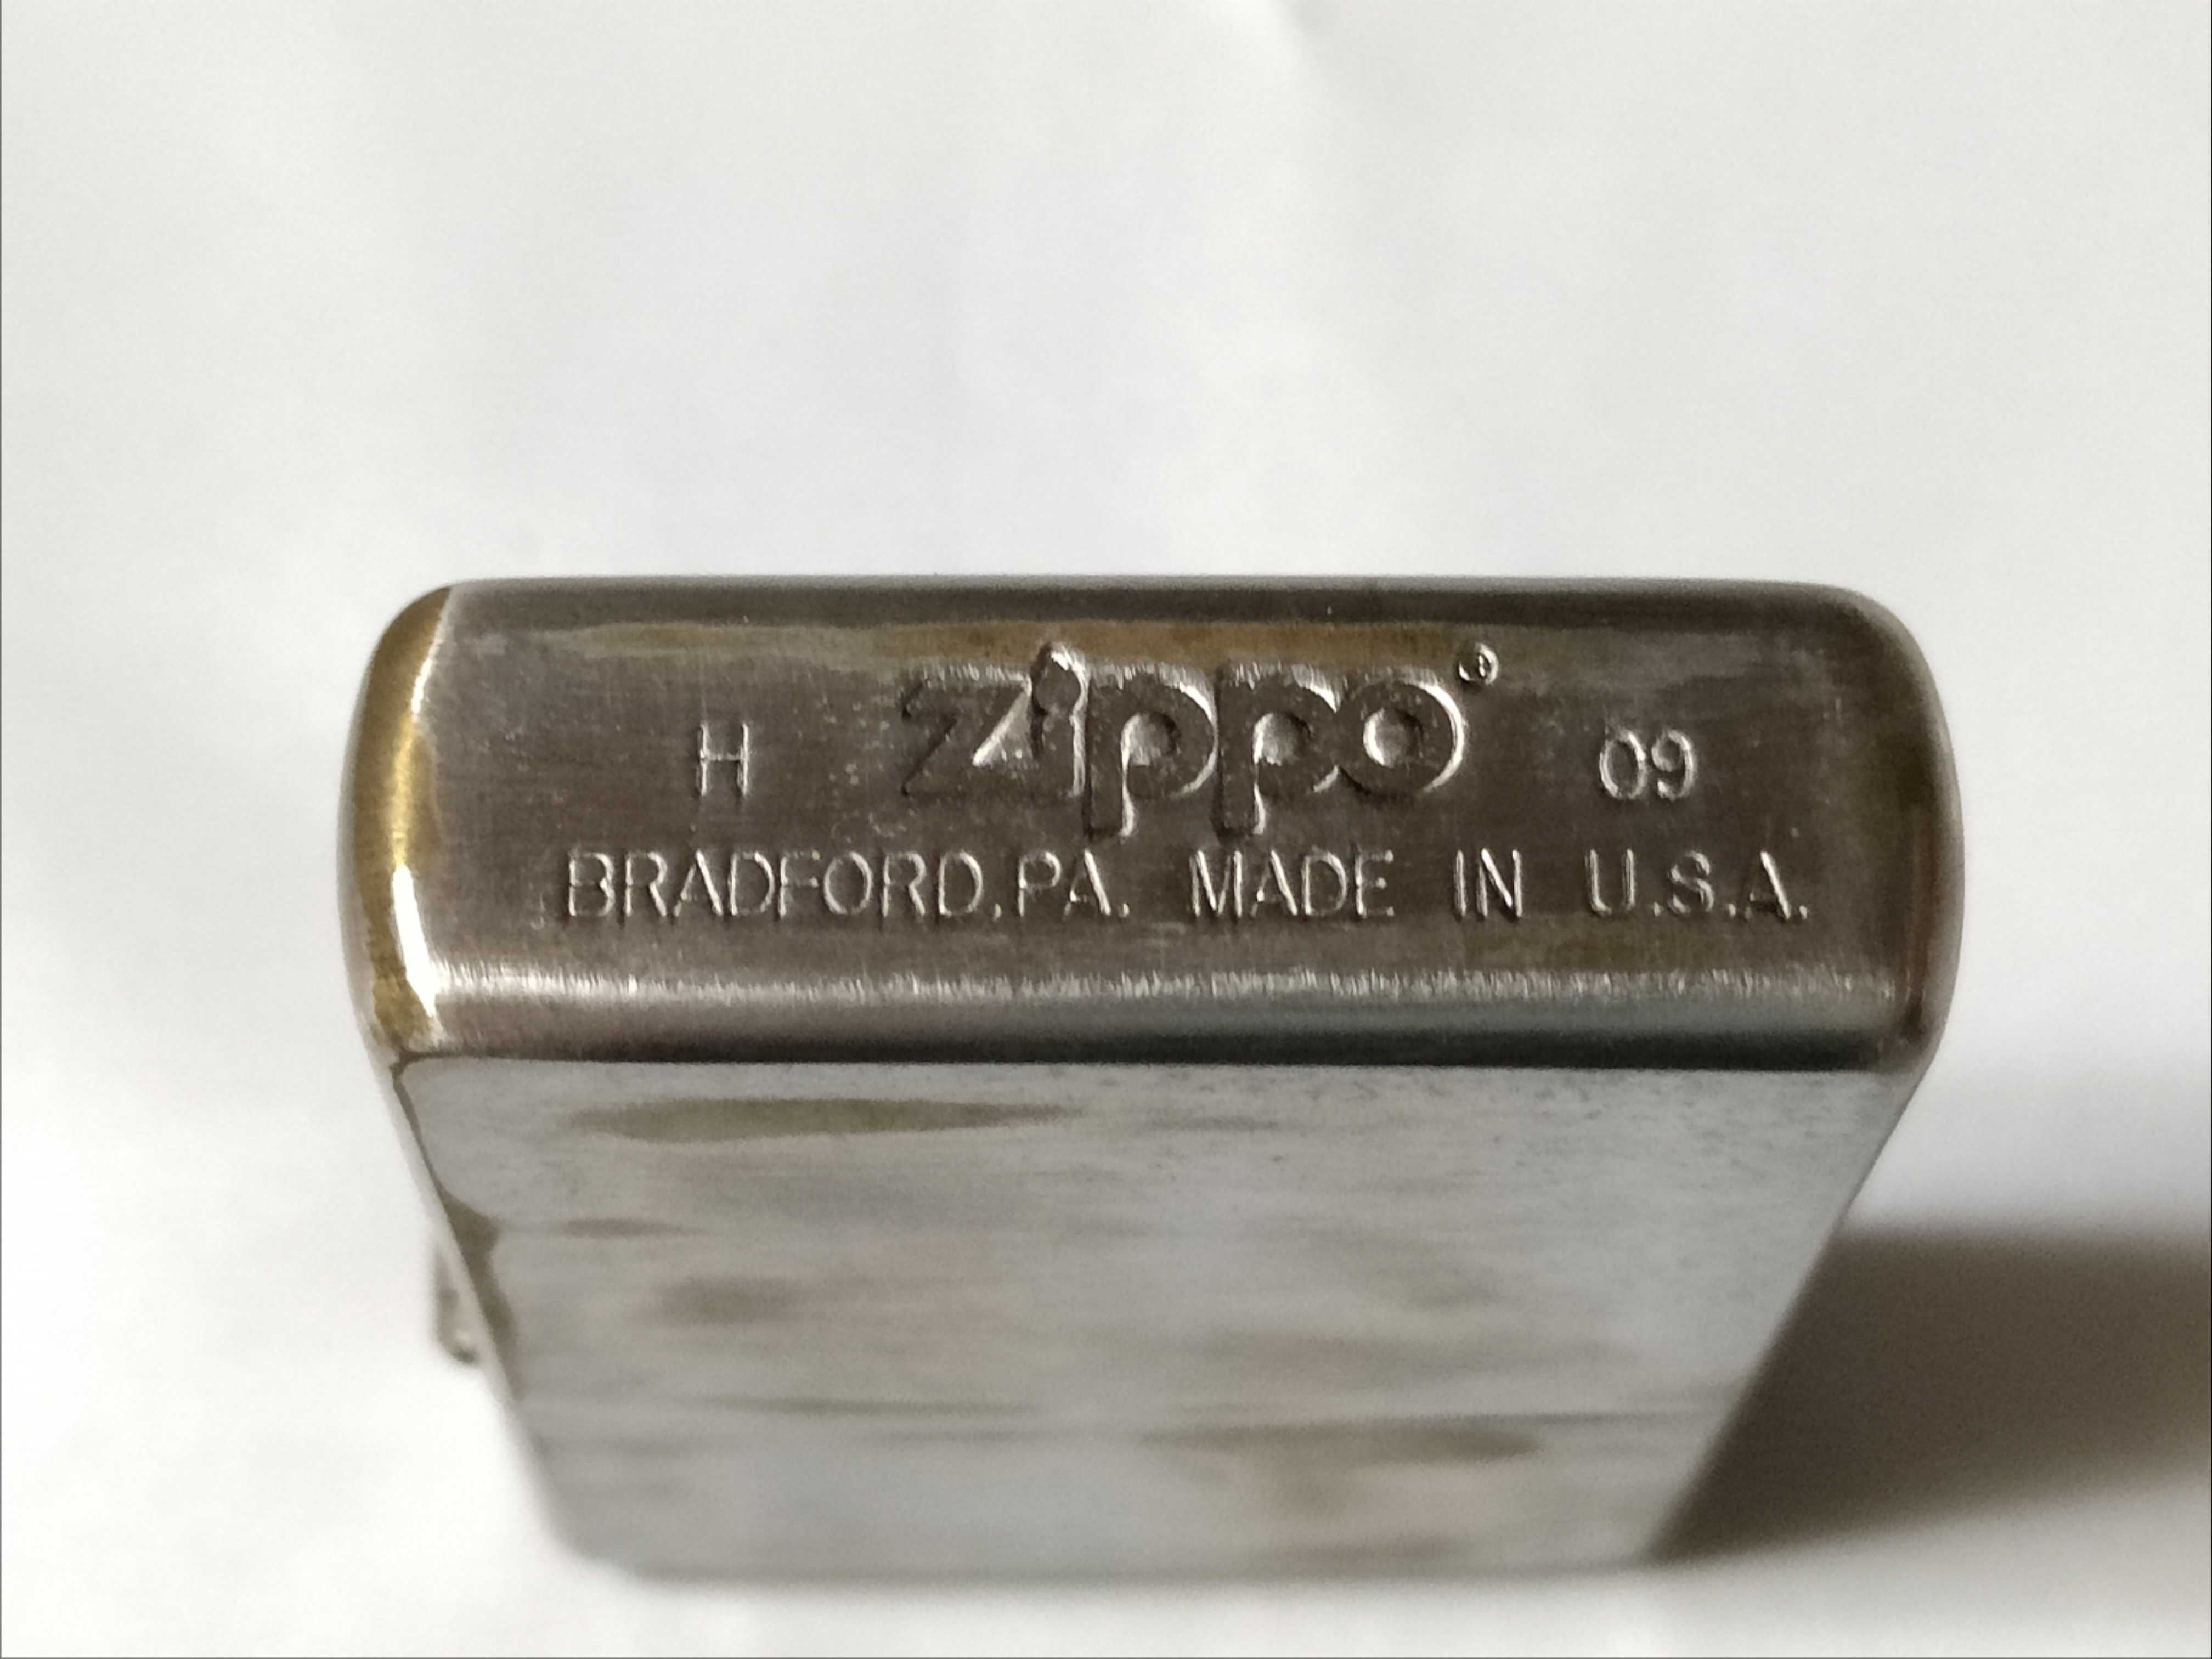 H zippo® 09
BRADFORD,PA. MADE IN U.S.A.